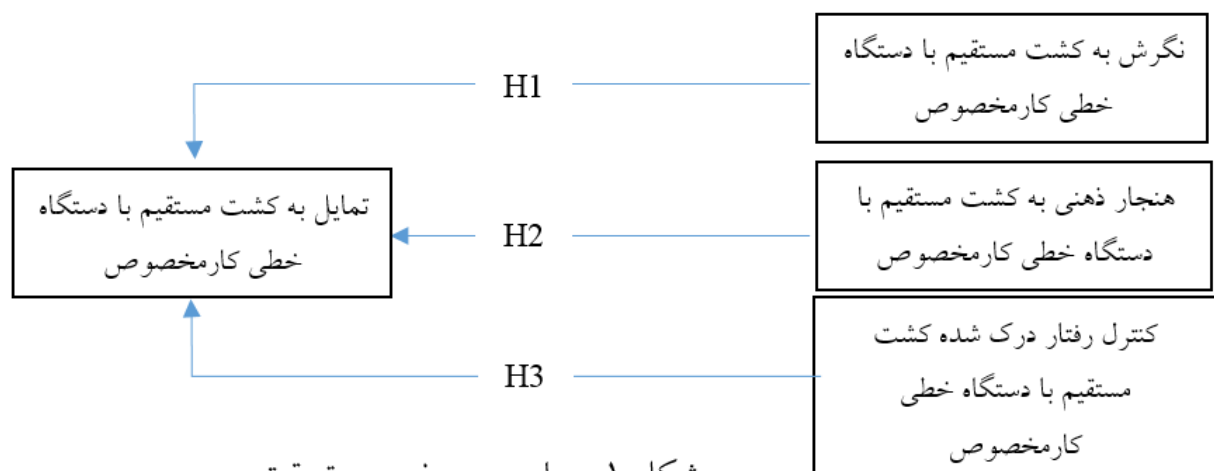 نگرش به کشت مستقیم با دستگاه
خطی کارمخصوص
H1
هنجار ذهنی به کشت مستقیم با
دستگاه خطی کارمخصوص
H2
تمایل به کشت مستقیم با دستگاه
خطی کارمخصوص
کنترل رفتار درک شده کشت
مستقیم با دستگاه خطی
کارمخصوص
H3